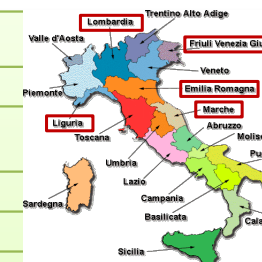 Trentino Alto Adige
Lombardia
Valle d'Aosta
Friuli Venezia Giu
Veneto
Piemonte
Emilia Romagna
Marche
Liguria
Abruzzo
Toscana
Molis
Umbria
Pu
Lazio
Campania
Sardegna
Basilicata
Cala
Sicilia